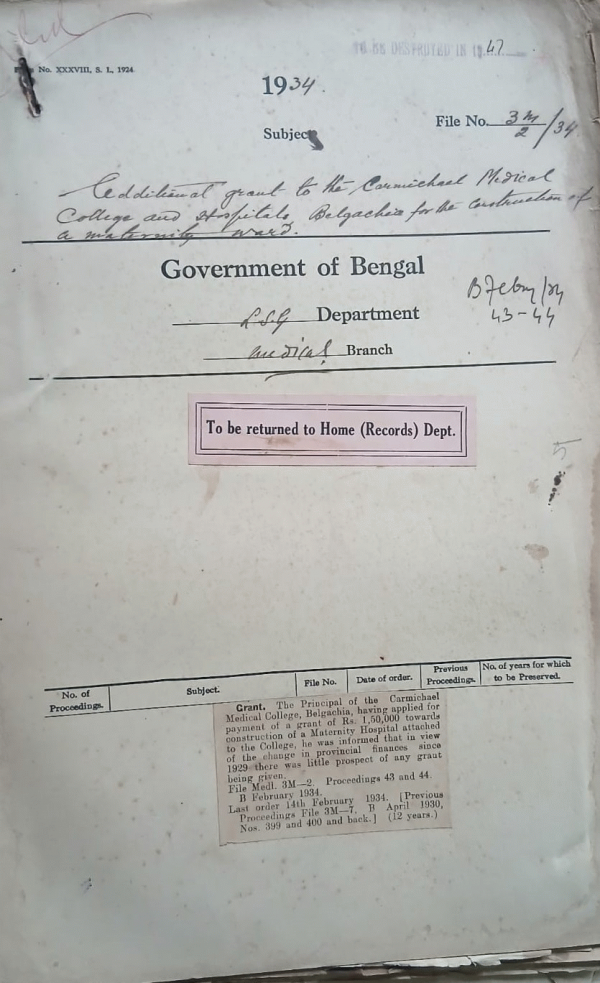 TO BE DESTROYED IN 1947
No. XXXVIII, S. L, 1924
1934.
File No. 3M/2/34
Subject
Additional grant to the Carmichael Medical
College and Hospitals, Belgachia for the construction of
a maternity ward.
Government of Bengal
L.S.G Department
Medical Branch
B Feby/34
43-44
To be returned to Home (Records) Dept.
No. of Proceedings. Subject. File No. Date of order. Previous Proceedings. No. of years for which to be Preserved.
Grant. The Principal of the Carmichael
Medical College, Belgachia, having applied for
payment of a grant of Rs. 1,50,000 towards
construction of a Maternity Hospital attached
to the College, he was informed that in view
of the change in provincial finances since
1929 there was little prospect of any grant
being given.
File Medl. 3M—2, Proceedings 43 and 44.
B February 1934.
Last order 14th February 1934. [Previous
Proceedings File 3M—7, B April 1930,
Nos. 399 and 400 and back.] (12 years.)